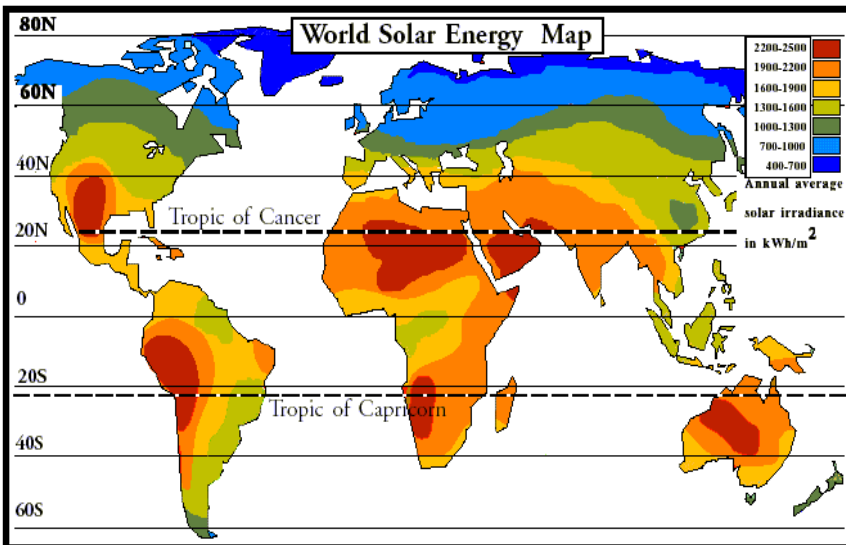 World Solar Energy Map
80N
60N
40N
20N
0
20S
40S
60S
2200-2500
1900-2200
1600-1900
1300-1600
1000-1300
700-1000
400-700
Annual average
solar irradiance
in kWh/m²
Tropic of Cancer
Tropic of Capricorn